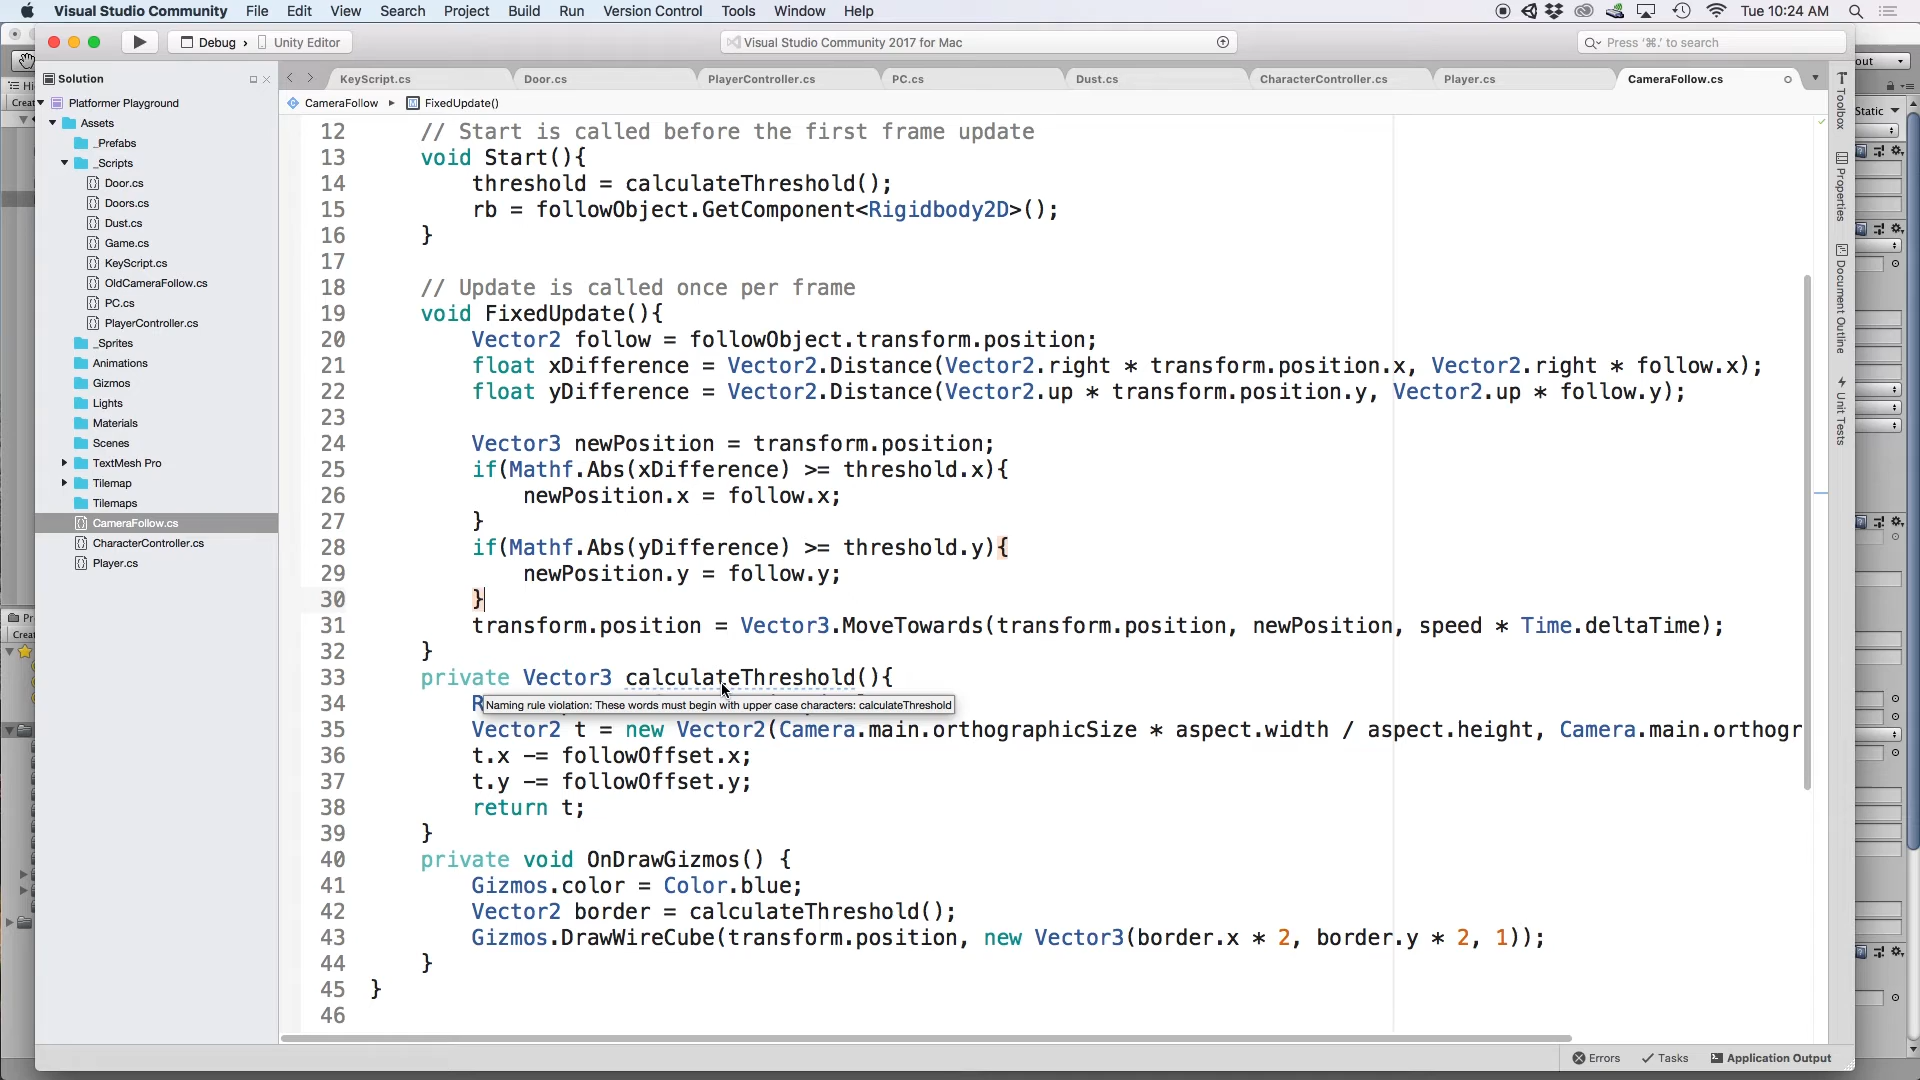 Visual Studio Community File Edit View Search Project Build Run Version Control Tools Window Help Tue 10:24 AM
Debug › Unity Editor Visual Studio Community 2017 for Mac Press '⌘.' to search
Solution
Platformer Playground
Assets
_Prefabs
_Scripts
Door.cs
Doors.cs
Dust.cs
Game.cs
KeyScript.cs
OldCameraFollow.cs
PC.cs
PlayerController.cs
_Sprites
Animations
Gizmos
Lights
Materials
Scenes
TextMesh Pro
Tilemap
Tilemaps
CameraFollow.cs
CharacterController.cs
Player.cs
KeyScript.cs Door.cs PlayerController.cs PC.cs Dust.cs CharacterController.cs Player.cs CameraFollow.cs
CameraFollow ▸ FixedUpdate()
12 // Start is called before the first frame update
13 void Start(){
14 threshold = calculateThreshold();
15 rb = followObject.GetComponent<Rigidbody2D>();
16 }
17
18 // Update is called once per frame
19 void FixedUpdate(){
20 Vector2 follow = followObject.transform.position;
21 float xDifference = Vector2.Distance(Vector2.right * transform.position.x, Vector2.right * follow.x);
22 float yDifference = Vector2.Distance(Vector2.up * transform.position.y, Vector2.up * follow.y);
23
24 Vector3 newPosition = transform.position;
25 if(Mathf.Abs(xDifference) >= threshold.x){
26 newPosition.x = follow.x;
27 }
28 if(Mathf.Abs(yDifference) >= threshold.y){
29 newPosition.y = follow.y;
30 }
31 transform.position = Vector3.MoveTowards(transform.position, newPosition, speed * Time.deltaTime);
32 }
33 private Vector3 calculateThreshold(){
34 R
Naming rule violation: These words must begin with upper case characters: calculateThreshold
35 Vector2 t = new Vector2(Camera.main.orthographicSize * aspect.width / aspect.height, Camera.main.orthogr
36 t.x -= followOffset.x;
37 t.y -= followOffset.y;
38 return t;
39 }
40 private void OnDrawGizmos() {
41 Gizmos.color = Color.blue;
42 Vector2 border = calculateThreshold();
43 Gizmos.DrawWireCube(transform.position, new Vector3(border.x * 2, border.y * 2, 1));
44 }
45 }
46
Toolbox
Properties
Document Outline
Unit Tests
Errors Tasks Application Output
out
Static
Hi
Creat
Pr
Creat